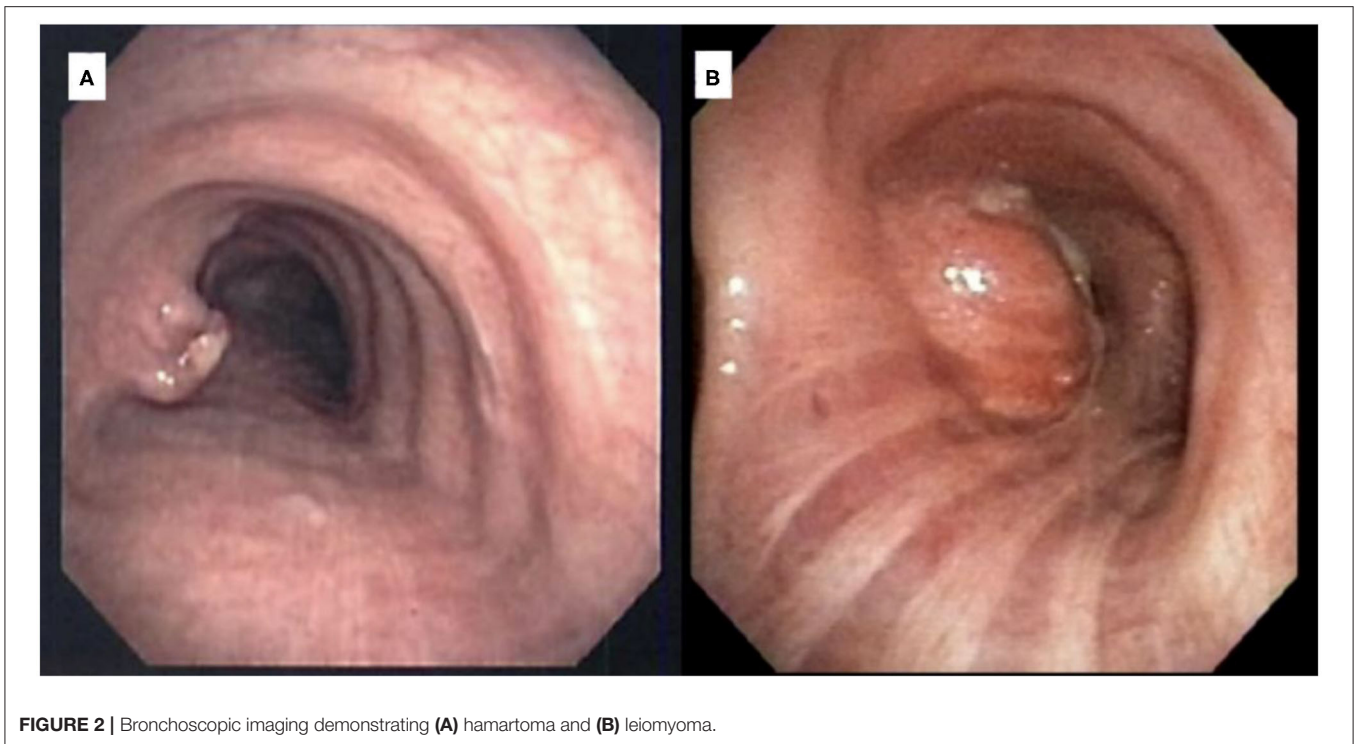 A
B
FIGURE 2 | Bronchoscopic imaging demonstrating (A) hamartoma and (B) leiomyoma.